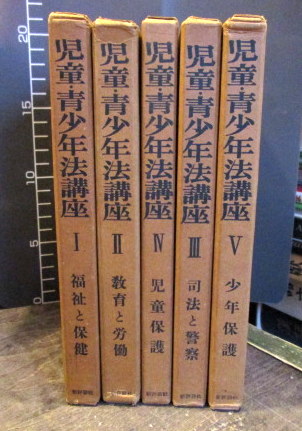 児童・青少年法講座 I 福祉と保健
児童・青少年法講座 II 教育と労働
児童・青少年法講座 IV 児童保護
児童・青少年法講座 III 司法と警察
児童・青少年法講座 V 少年保護
20
15
10
5
0